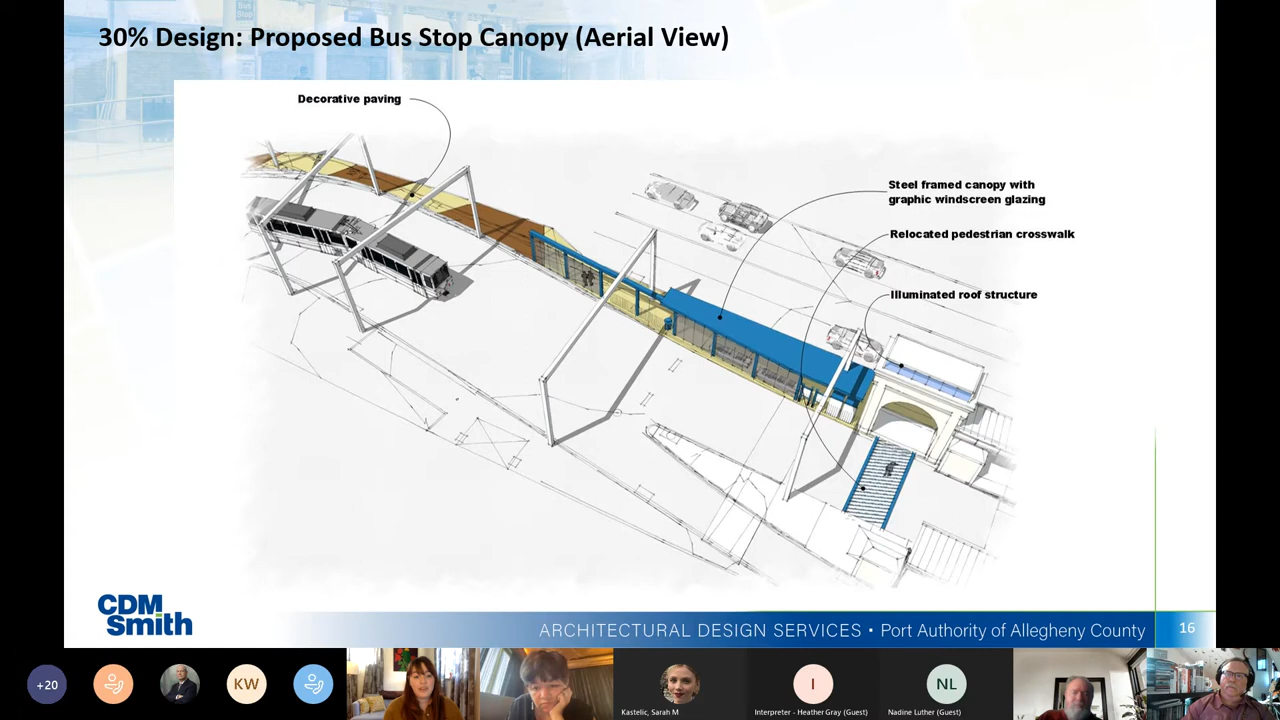 Bus
Stop
30% Design: Proposed Bus Stop Canopy (Aerial View)
Decorative paving
Steel framed canopy with
graphic windscreen glazing
Relocated pedestrian crosswalk
Illuminated roof structure
CDM
Smith
ARCHITECTURAL DESIGN SERVICES • Port Authority of Allegheny County
16
+20
KW
I
NL
Kastelic, Sarah M
Interpreter - Heather Gray (Guest)
Nadine Luther (Guest)